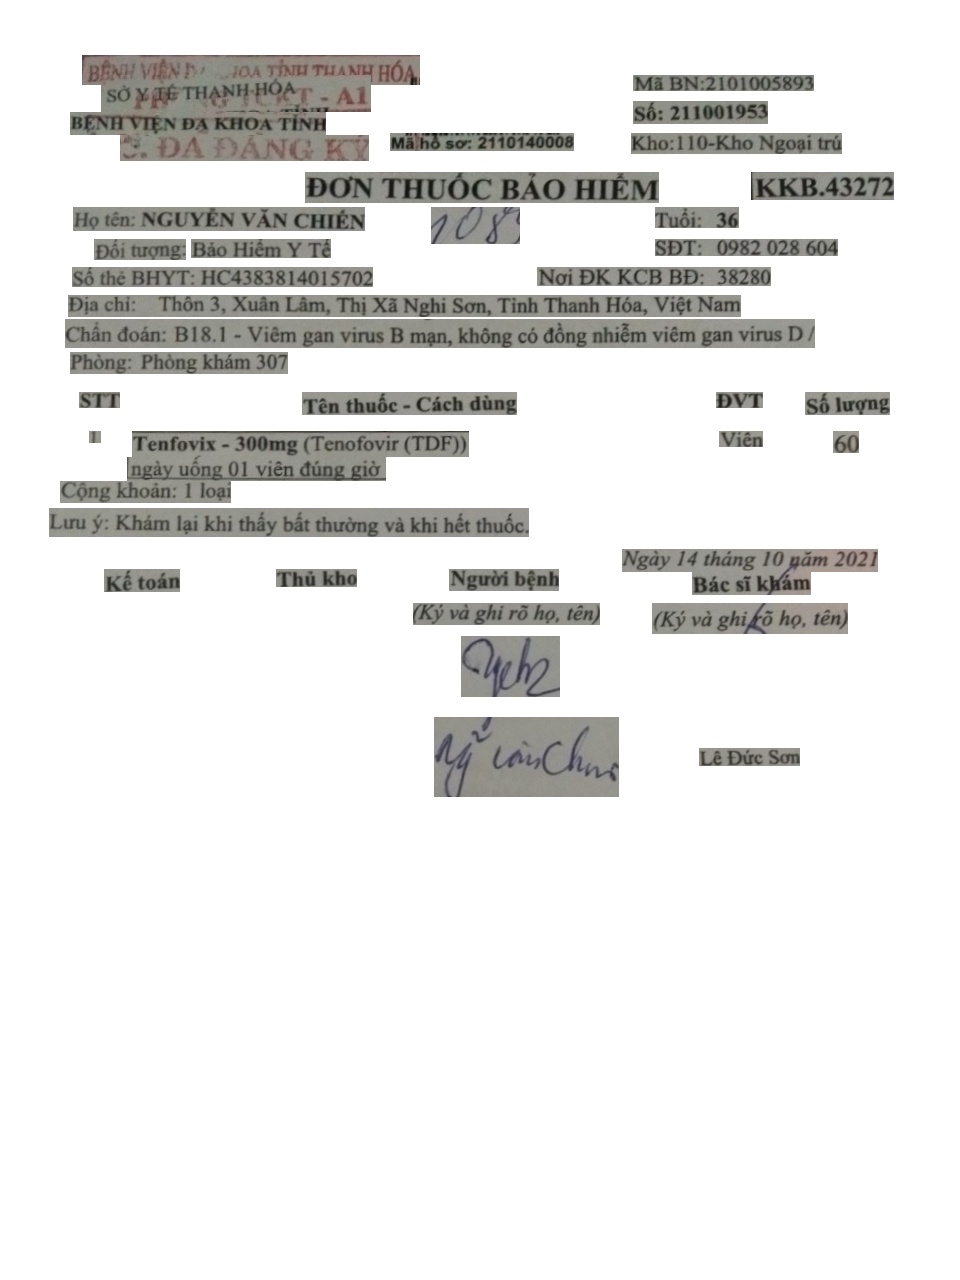 BỆNH VIỆN ĐA KHOA TỈNH THANH HÓA
SỞ Y TẾ THANH HÓA
TCKT - A1
BỆNH VIỆN ĐA KHOA TỈNH
ĐA ĐĂNG KÝ
Mã BN:2101005893
Số: 211001953
Mã hồ sơ: 2110140008
Kho:110-Kho Ngoại trú
ĐƠN THUỐC BẢO HIỂM KKB.43272
Họ tên: NGUYỄN VĂN CHIẾN 108 Tuổi: 36
Đối tượng: Bảo Hiểm Y Tế SĐT: 0982 028 604
Số thẻ BHYT: HC4383814015702 Nơi ĐK KCB BĐ: 38280
Địa chỉ: Thôn 3, Xuân Lâm, Thị Xã Nghi Sơn, Tỉnh Thanh Hóa, Việt Nam
Chẩn đoán: B18.1 - Viêm gan virus B mạn, không có đồng nhiễm viêm gan virus D /
Phòng: Phòng khám 307
STT Tên thuốc - Cách dùng ĐVT Số lượng
1 Tenfovix - 300mg (Tenofovir (TDF)) Viên 60
ngày uống 01 viên đúng giờ
Cộng khoản: 1 loại
Lưu ý: Khám lại khi thấy bất thường và khi hết thuốc.
Ngày 14 tháng 10 năm 2021
Kế toán Thủ kho Người bệnh Bác sĩ khám
(Ký và ghi rõ họ, tên) (Ký và ghi rõ họ, tên)
Lê Đức Sơn